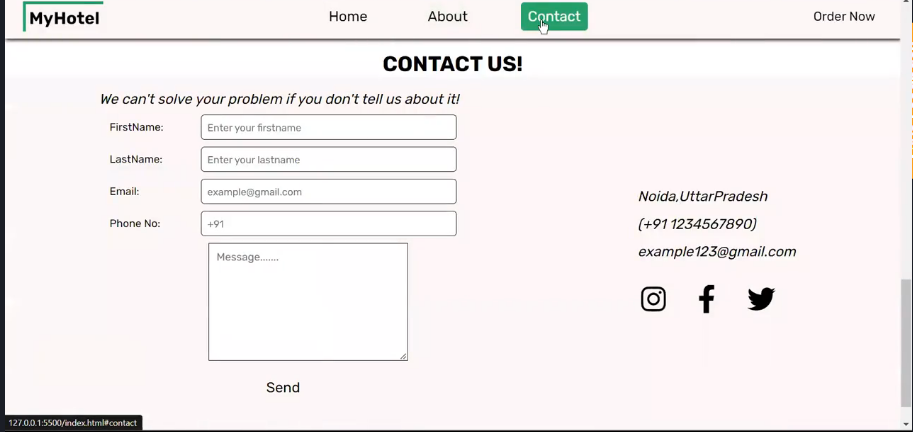 MyHotel Home About Contact Order Now
CONTACT US!
We can't solve your problem if you don't tell us about it!
FirstName: Enter your firstname
LastName: Enter your lastname
Email: example@gmail.com
Phone No: +91
Message.......
Send
Noida,UttarPradesh
(+91 1234567890)
example123@gmail.com
127.0.0.1:5500/index.html#contact